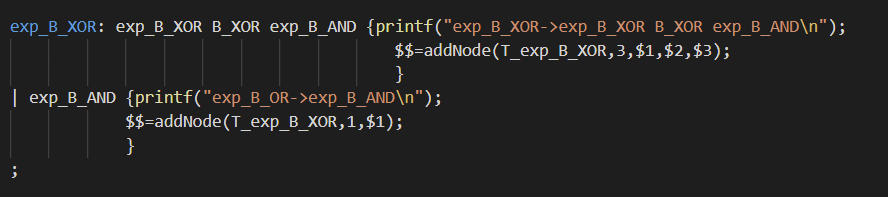 exp_B_XOR: exp_B_XOR B_XOR exp_B_AND {printf("exp_B_XOR->exp_B_XOR B_XOR exp_B_AND\n");
$$=addNode(T_exp_B_XOR,3,$1,$2,$3);
}
| exp_B_AND {printf("exp_B_OR->exp_B_AND\n");
$$=addNode(T_exp_B_XOR,1,$1);
}
;